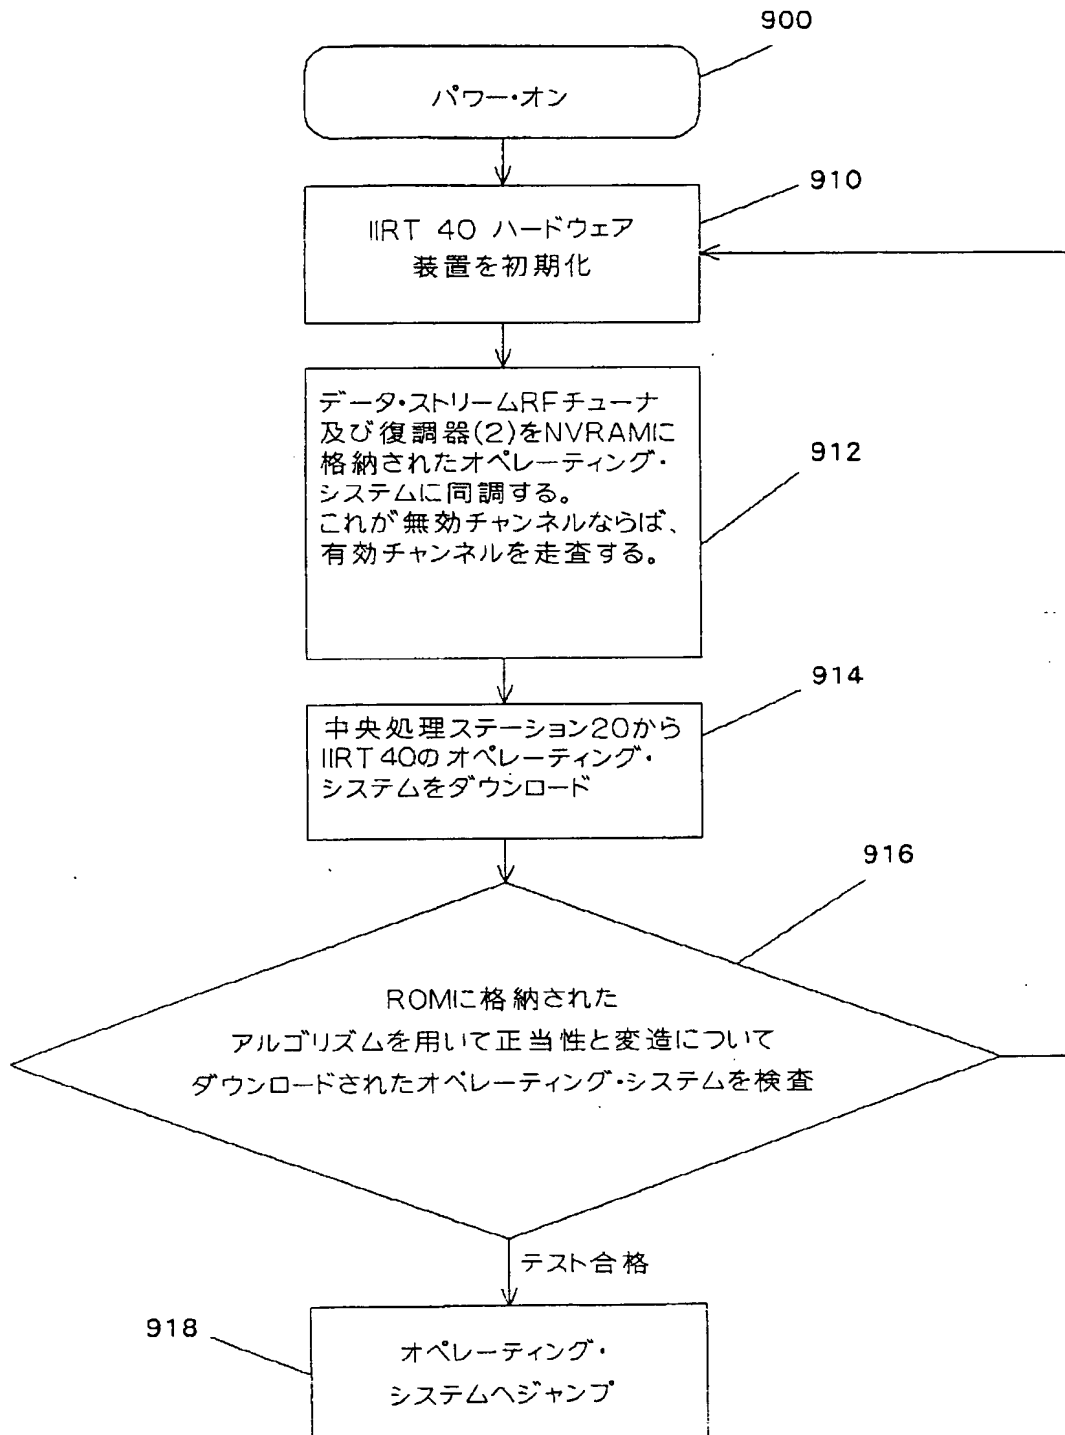 900
パワー・オン
910
IIRT 40 ハードウェア
装置を初期化
データ・ストリームRFチューナ
及び復調器(2)をNVRAMに
格納されたオペレーティング・
システムに同調する。
これが無効チャンネルならば、
有効チャンネルを走査する。
912
914
中央処理ステーション20から
IIRT40のオペレーティング・
システムをダウンロード
916
ROMに格納された
アルゴリズムを用いて正当性と変造について
ダウンロードされたオペレーティング・システムを検査
テスト合格
918
オペレーティング・
システムへジャンプ